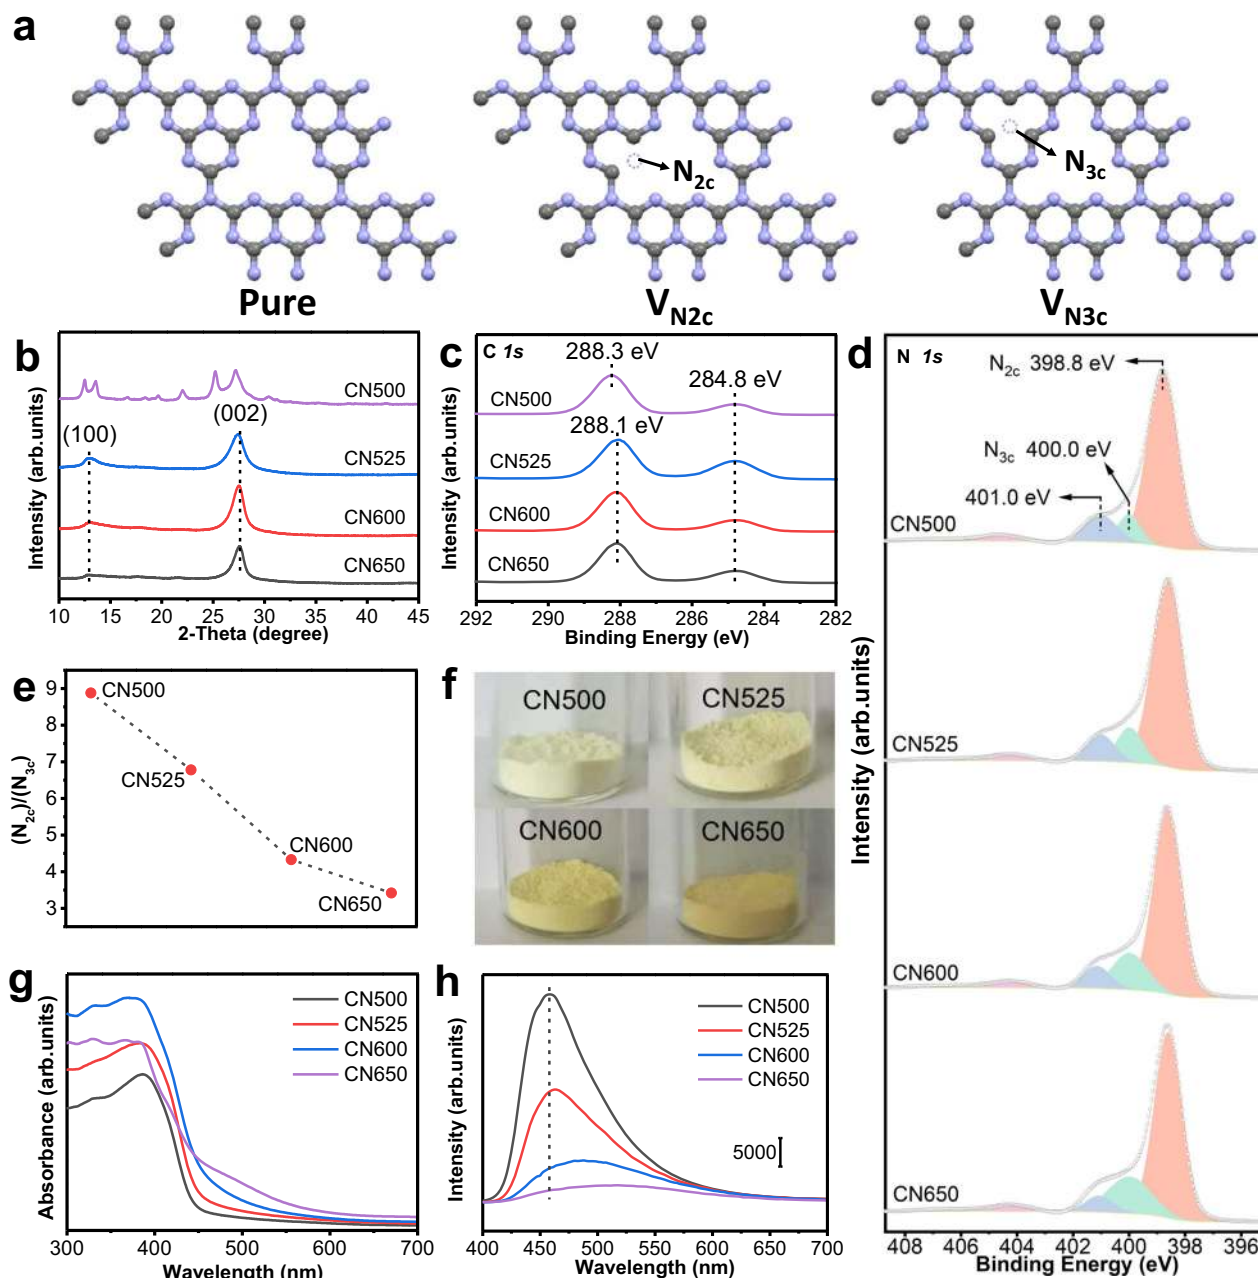 a
N2c
N3c
Pure
VN2c
VN3c
b
CN500
(002)
(100)
CN525
CN600
CN650
Intensity (arb.units)
10 15 20 25 30 35 40 45
2-Theta (degree)
c
C 1s
288.3 eV
284.8 eV
CN500
288.1 eV
CN525
CN600
CN650
Intensity (arb.units)
292 290 288 286 284 282
Binding Energy (eV)
d
N 1s
N2c 398.8 eV
N3c 400.0 eV
401.0 eV
CN500
CN525
CN600
CN650
Intensity (arb.units)
408 406 404 402 400 398 396
Binding Energy (eV)
e
9
8
7
6
5
4
3
(N2c)/(N3c)
CN500
CN525
CN600
CN650
f
CN500
CN525
CN600
CN650
g
CN500
CN525
CN600
CN650
Absorbance (arb.units)
300 400 500 600 700
Wavelength (nm)
h
CN500
CN525
CN600
CN650
5000
Intensity (arb.units)
400 450 500 550 600 650 700
Wavelength (nm)